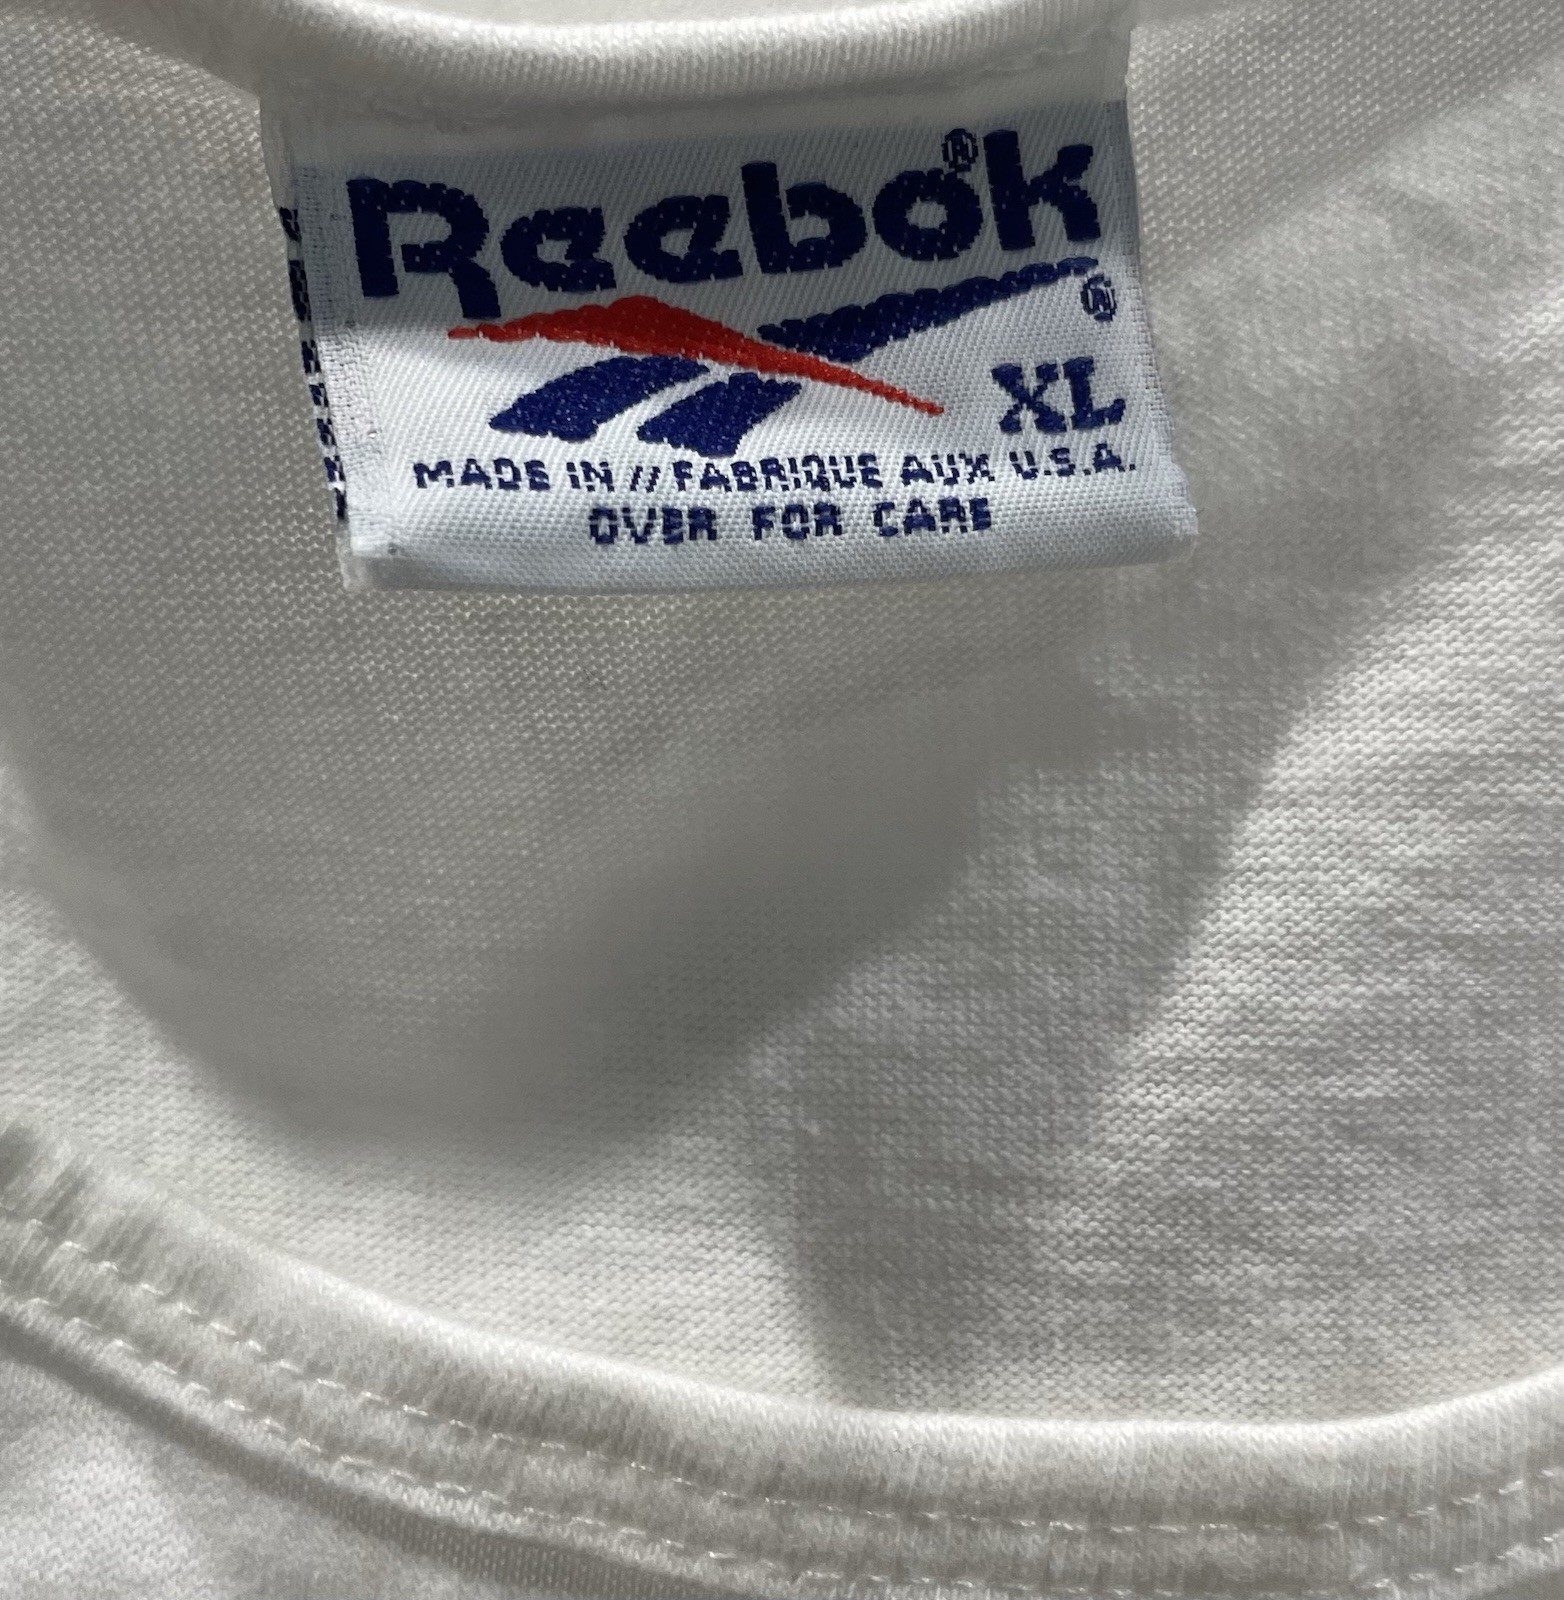 Reebok®
®
XL
MADE IN // FABRIQUE AUX U.S.A.
OVER FOR CARE